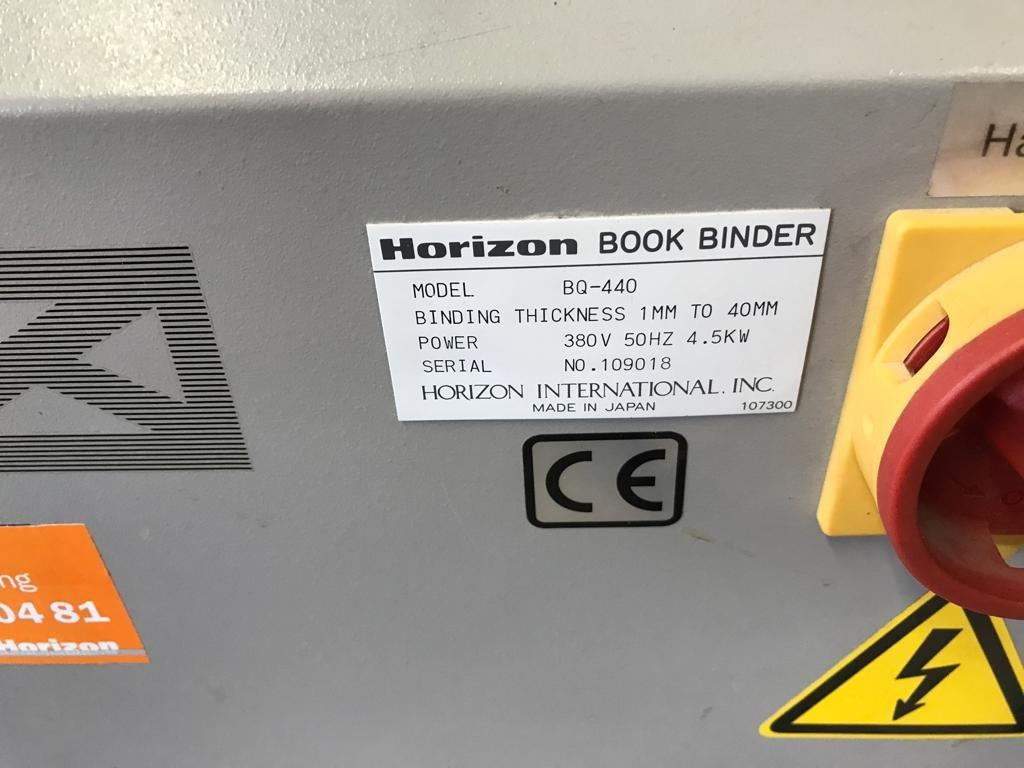 Ha
Horizon BOOK BINDER
MODEL BQ-440
BINDING THICKNESS 1MM TO 40MM
POWER 380V 50HZ 4.5KW
SERIAL NO.109018
HORIZON INTERNATIONAL. INC.
MADE IN JAPAN 107300
CE
ng
04 81
Horizon